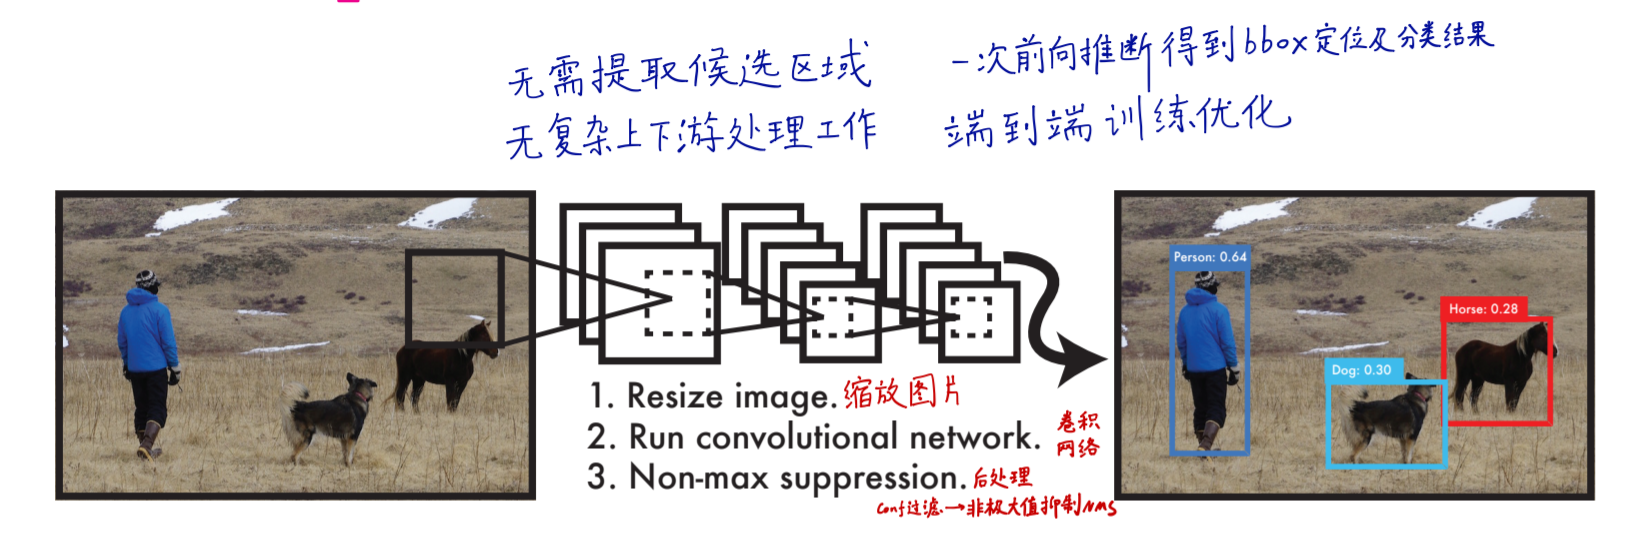 无需提取候选区域
一次前向推断得到bbox定位及分类结果
无复杂上下游处理工作
端到端训练优化
Person: 0.64
Horse: 0.28
Dog: 0.30
1. Resize image. 缩放图片
2. Run convolutional network. 卷积网络
3. Non-max suppression. 后处理
conf过滤→非极大值抑制NMS